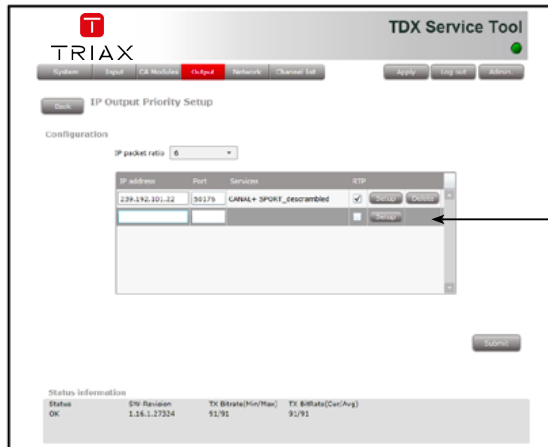 TRIAX
TDX Service Tool
System Input CA Modules Output Network Channel list Apply Log out Admin.
Back IP Output Priority Setup
Configuration
IP packet ratio 6
IP address Port Services RTP
239.192.101.22 50176 CANAL+ SPORT_descrambled Setup Delete
Setup
Submit
Status information
Status SW Revision TX Bitrate(Min/Max) TX BitRate(Cur/Avg)
OK 1.16.1.27324 91/91 91/91